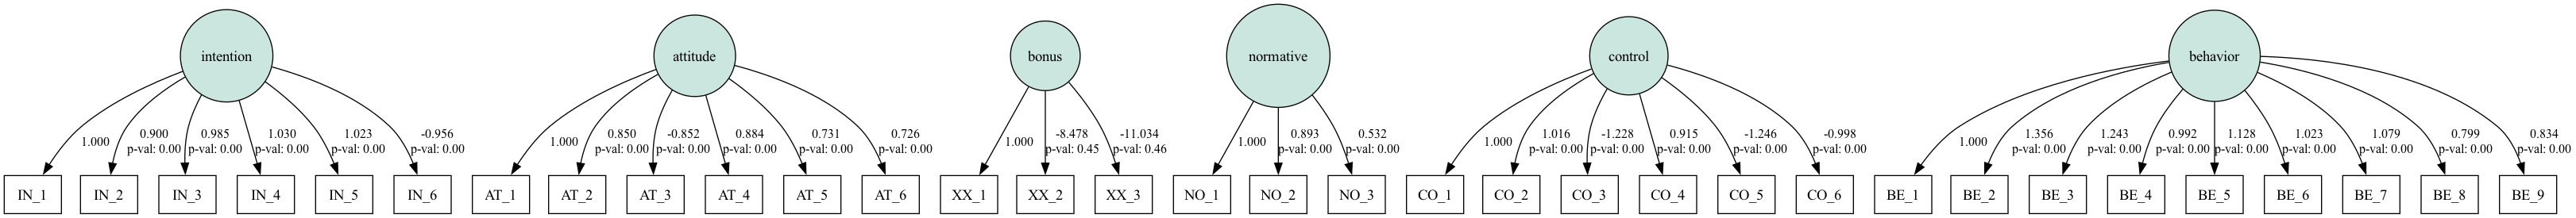 intention
attitude
bonus
normative
control
behavior
1.000
0.900
p-val: 0.00
0.985
p-val: 0.00
1.030
p-val: 0.00
1.023
p-val: 0.00
-0.956
p-val: 0.00
1.000
0.850
p-val: 0.00
-0.852
p-val: 0.00
0.884
p-val: 0.00
0.731
p-val: 0.00
0.726
p-val: 0.00
1.000
-8.478
p-val: 0.45
-11.034
p-val: 0.46
1.000
0.893
p-val: 0.00
0.532
p-val: 0.00
1.000
1.016
p-val: 0.00
-1.228
p-val: 0.00
0.915
p-val: 0.00
-1.246
p-val: 0.00
-0.998
p-val: 0.00
1.000
1.356
p-val: 0.00
1.243
p-val: 0.00
0.992
p-val: 0.00
1.128
p-val: 0.00
1.023
p-val: 0.00
1.079
p-val: 0.00
0.799
p-val: 0.00
0.834
p-val: 0.00
IN_1
IN_2
IN_3
IN_4
IN_5
IN_6
AT_1
AT_2
AT_3
AT_4
AT_5
AT_6
XX_1
XX_2
XX_3
NO_1
NO_2
NO_3
CO_1
CO_2
CO_3
CO_4
CO_5
CO_6
BE_1
BE_2
BE_3
BE_4
BE_5
BE_6
BE_7
BE_8
BE_9